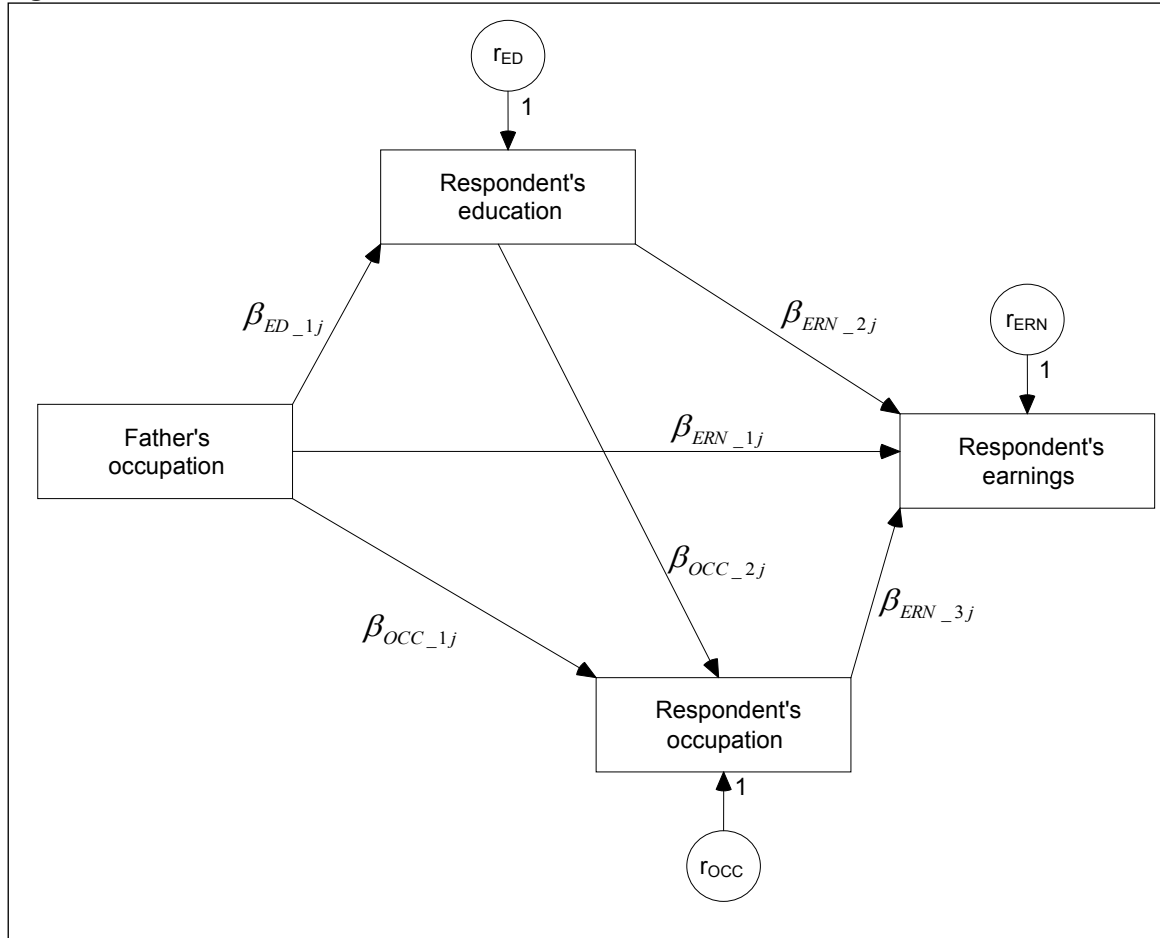 r_ED
1
Respondent's
education
β_ED_1j
β_ERN_2j
r_ERN
1
Father's
occupation
β_ERN_1j
Respondent's
earnings
β_OCC_2j
β_ERN_3j
β_OCC_1j
Respondent's
occupation
1
r_OCC